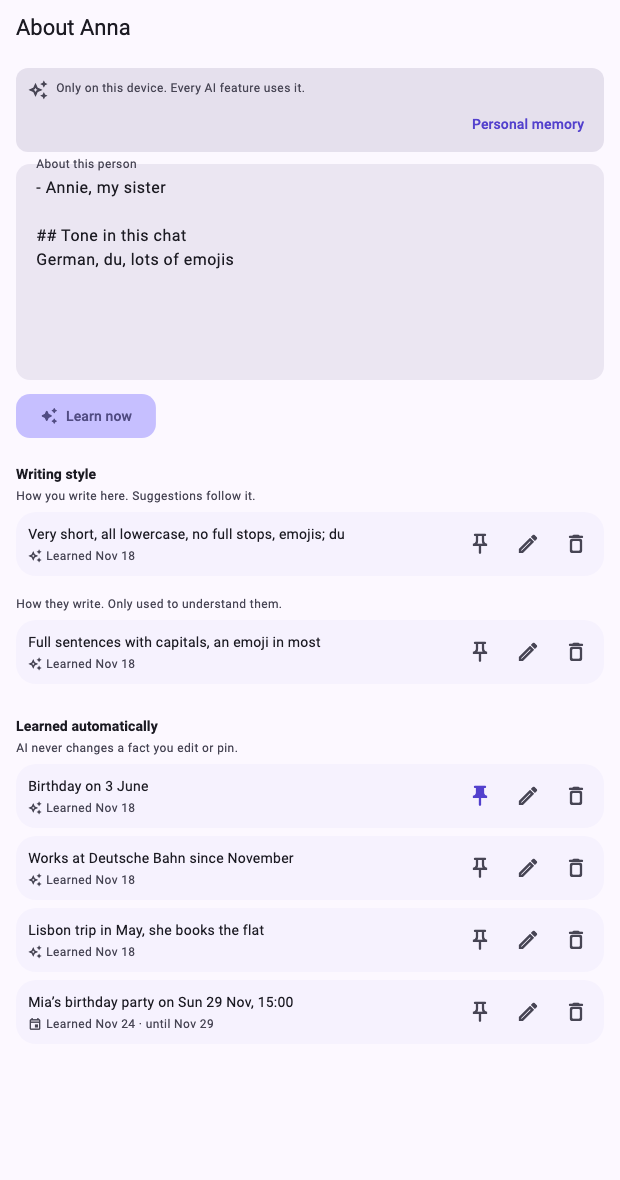 About Anna
Only on this device. Every AI feature uses it.
Personal memory
About this person
- Annie, my sister
## Tone in this chat
German, du, lots of emojis
Learn now
Writing style
How you write here. Suggestions follow it.
Very short, all lowercase, no full stops, emojis; du
Learned Nov 18
How they write. Only used to understand them.
Full sentences with capitals, an emoji in most
Learned Nov 18
Learned automatically
AI never changes a fact you edit or pin.
Birthday on 3 June
Learned Nov 18
Works at Deutsche Bahn since November
Learned Nov 18
Lisbon trip in May, she books the flat
Learned Nov 18
Mia’s birthday party on Sun 29 Nov, 15:00
Learned Nov 24 · until Nov 29